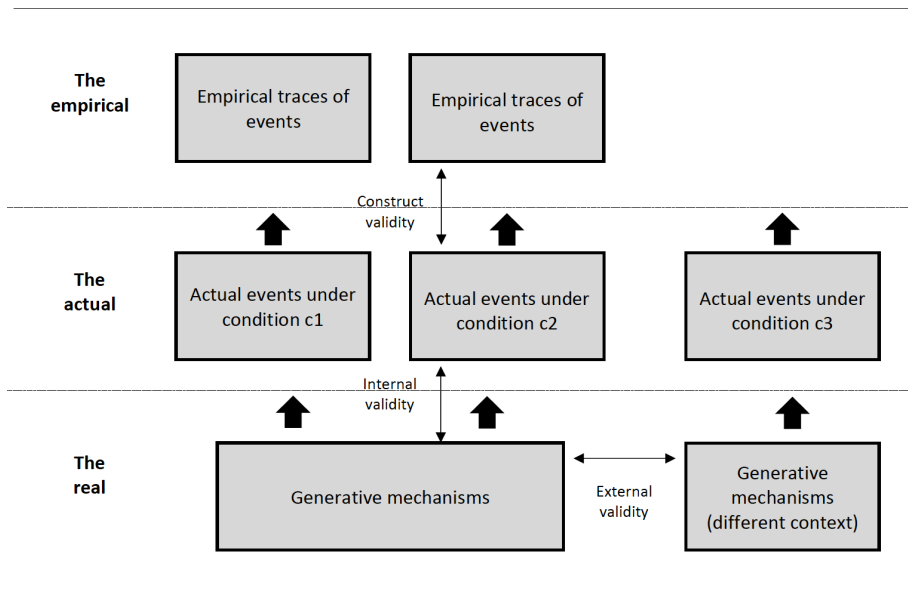 The
empirical
Empirical traces of
events
Empirical traces of
events
Construct
validity
The
actual
Actual events under
condition c1
Actual events under
condition c2
Actual events under
condition c3
Internal
validity
The
real
Generative mechanisms
External
validity
Generative
mechanisms
(different context)